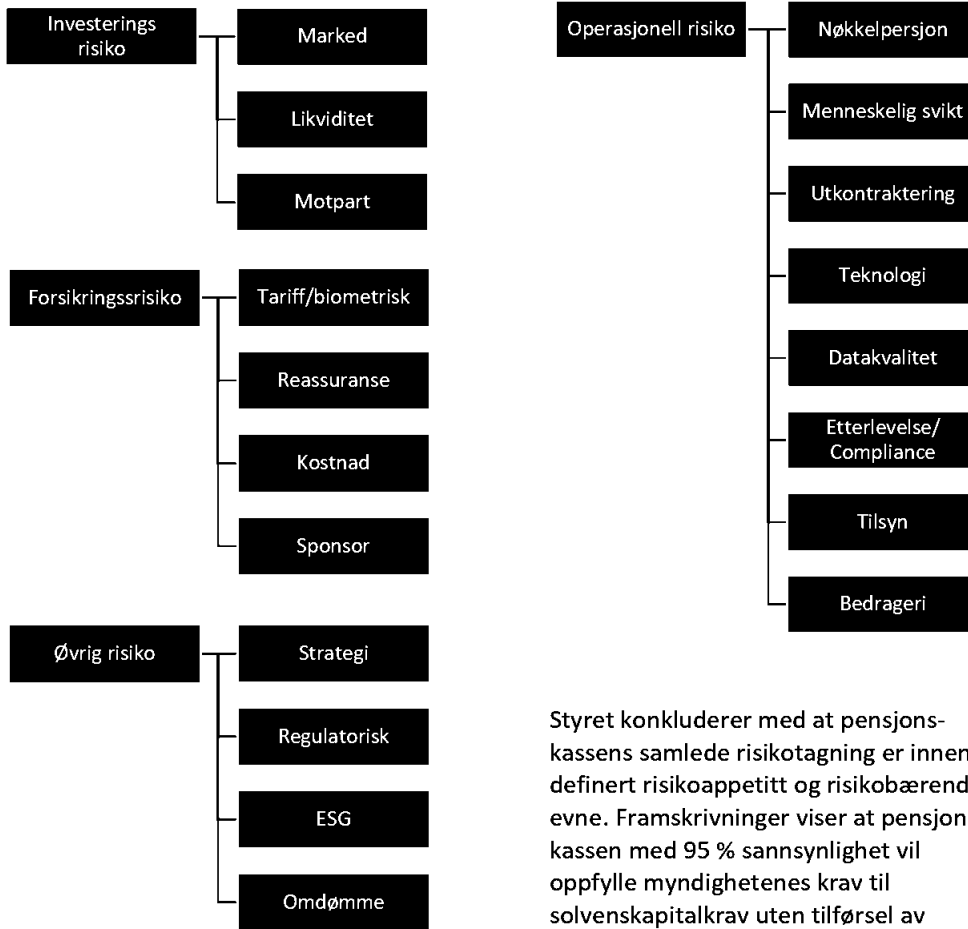 Investerings
risiko
Marked
Likviditet
Motpart
Forsikringssrisiko
Tariff/biometrisk
Reassuranse
Kostnad
Sponsor
Øvrig risiko
Strategi
Regulatorisk
ESG
Omdømme
Operasjonell risiko
Nøkkelpersjon
Menneskelig svikt
Utkontraktering
Teknologi
Datakvalitet
Etterlevelse/
Compliance
Tilsyn
Bedrageri
Styret konkluderer med at pensjons-
kassens samlede risikotagning er innen
definert risikoappetitt og risikobærend
evne. Framskrivninger viser at pensjon
kassen med 95 % sannsynlighet vil
oppfylle myndighetenes krav til
solvenskapitalkrav uten tilførsel av